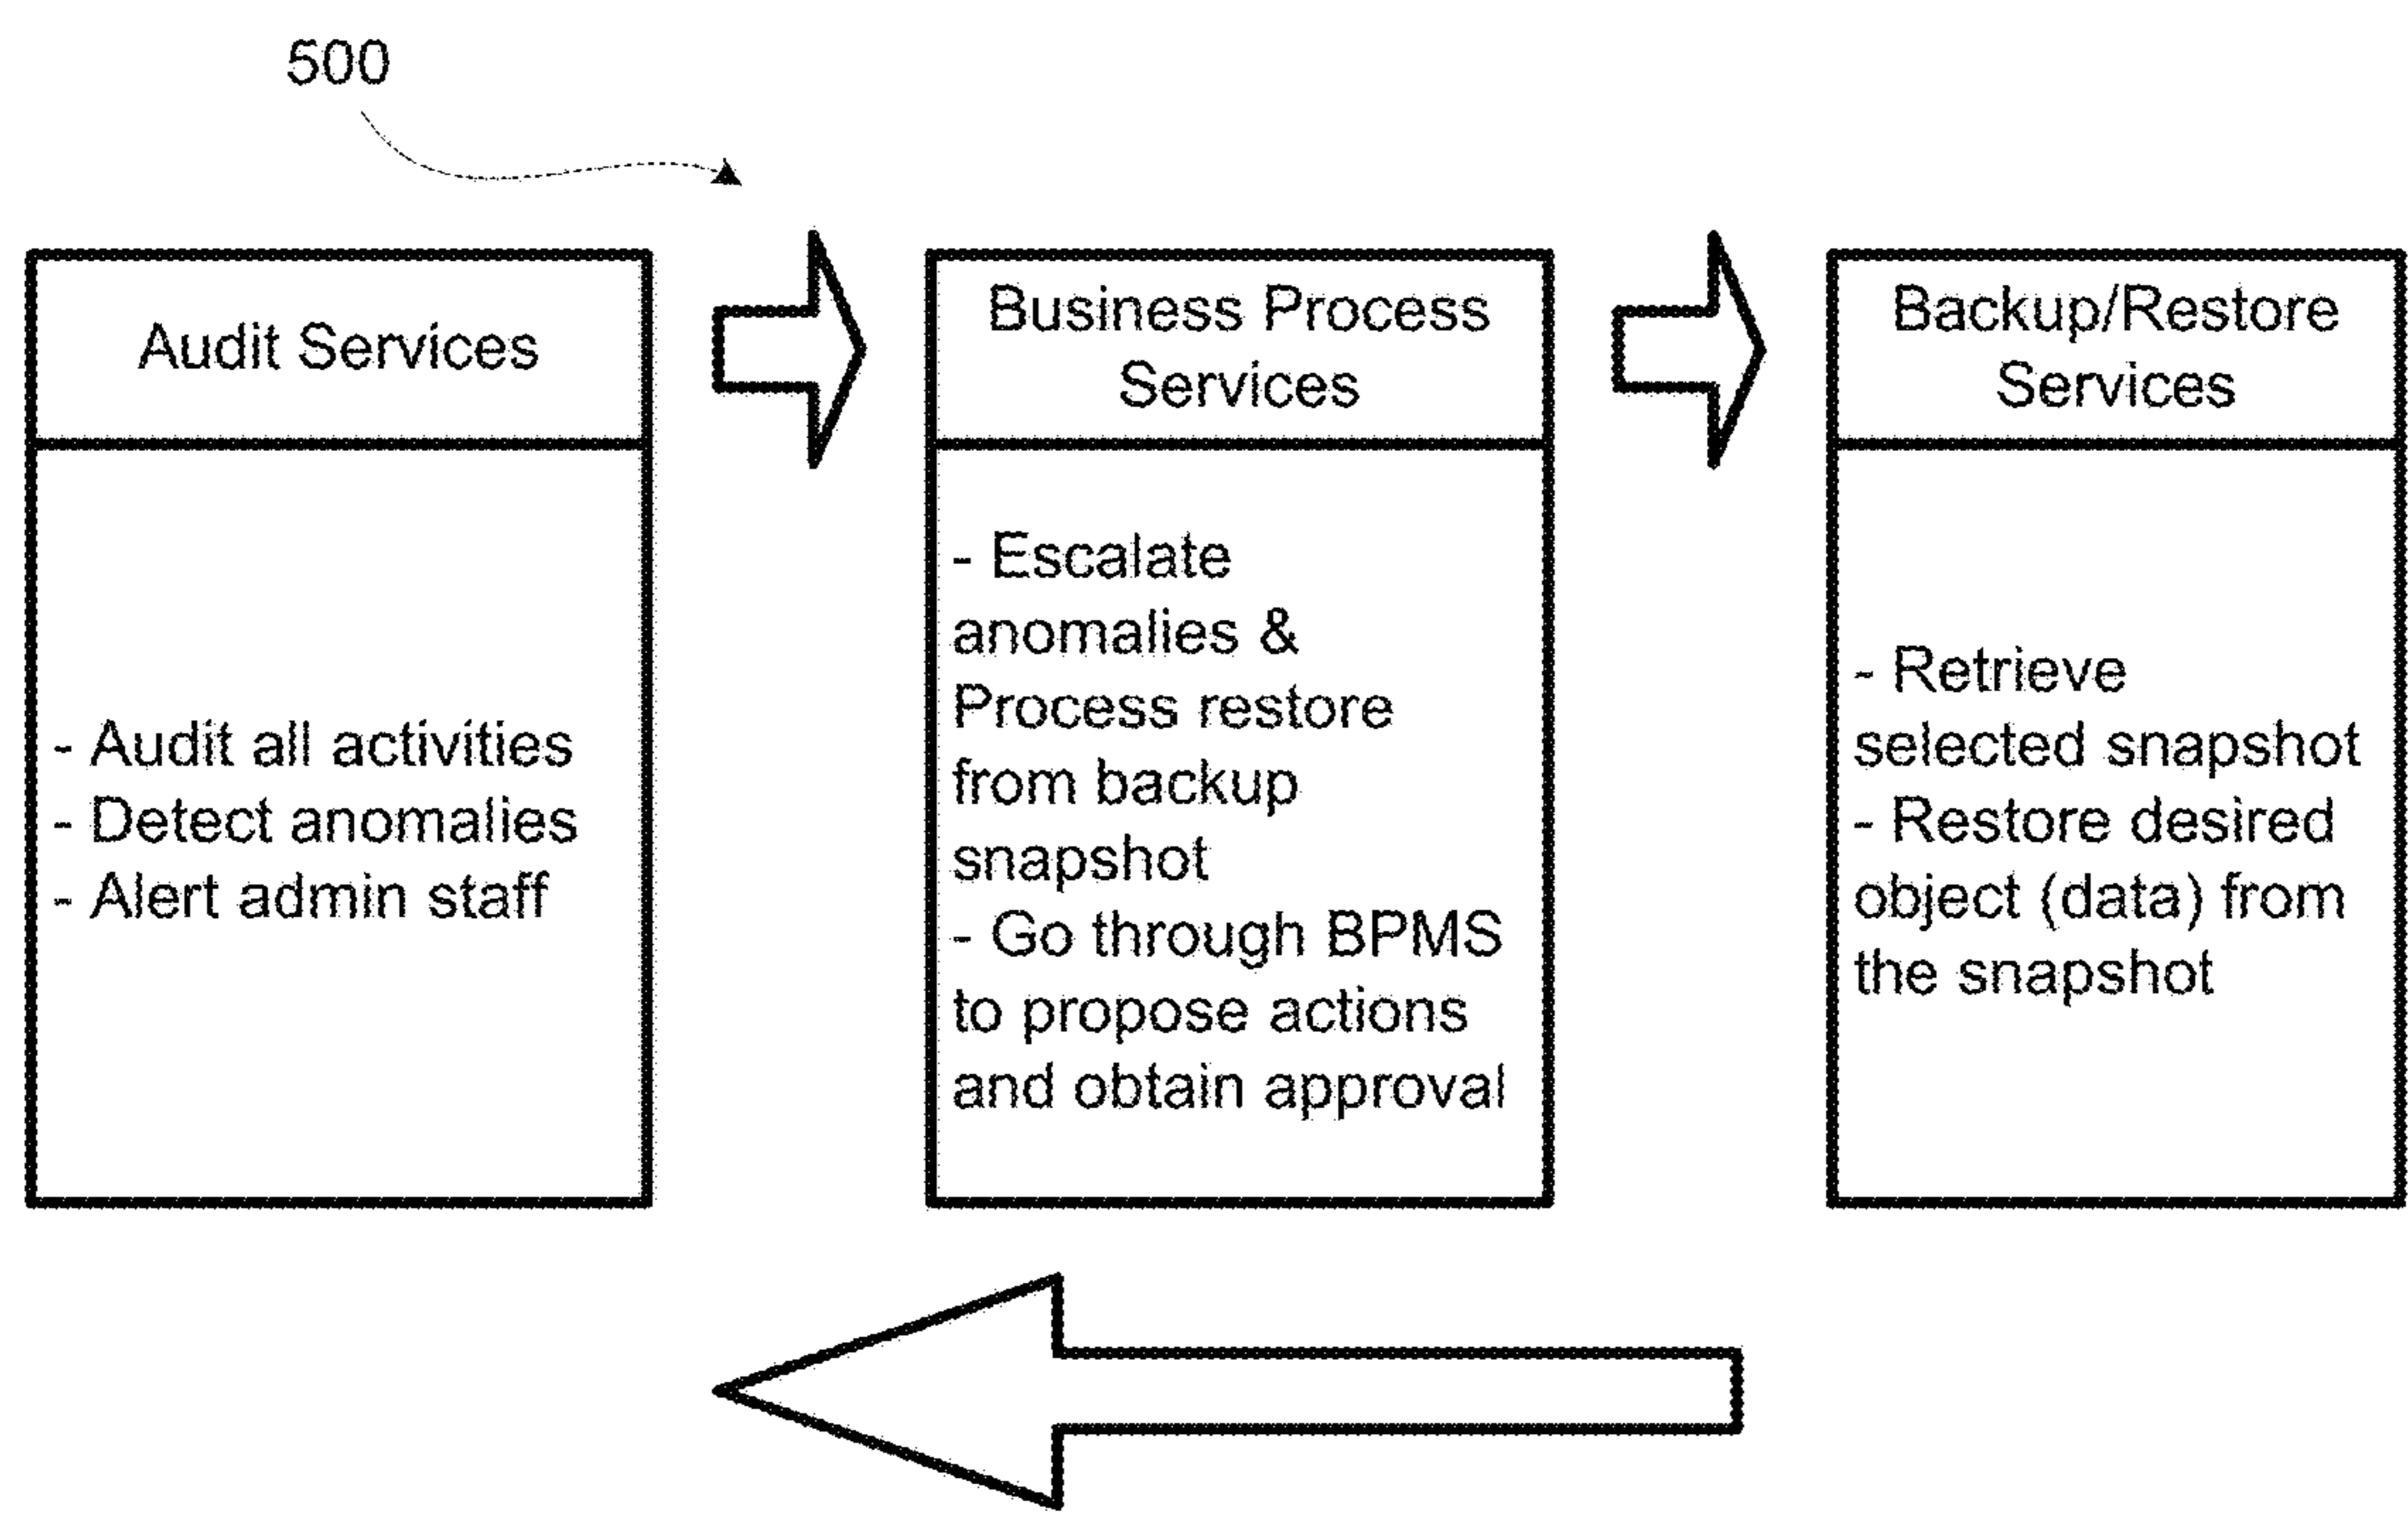 500
Audit Services
- Audit all activities
- Detect anomalies
- Alert admin staff
Business Process
Services
- Escalate
anomalies &
Process restore
from backup
snapshot
- Go through BPMS
to propose actions
and obtain approval
Backup/Restore
Services
- Retrieve
selected snapshot
- Restore desired
object (data) from
the snapshot